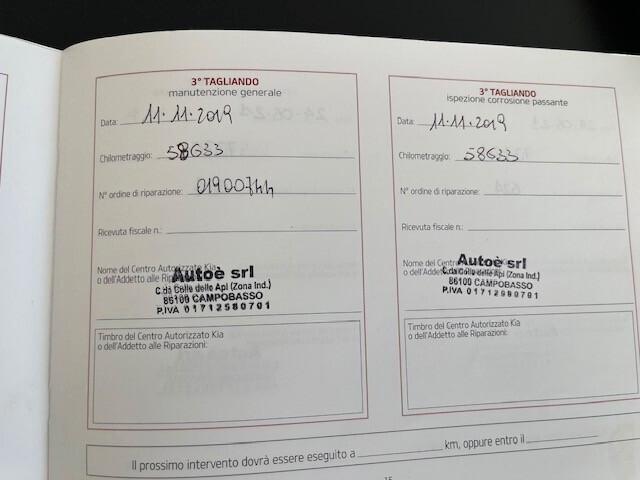 3° TAGLIANDO
manutenzione generale
Data: 11.11.2019
Chilometraggio: 58633
N° ordine di riparazione: 01900744
Ricevuta fiscale n.:
Nome del Centro Autorizzato Kia
o dell'Addetto alle Riparazioni:
Autoè srl
C.da Colle delle Api (Zona Ind.)
86100 CAMPOBASSO
P.IVA 01712580701
Timbro del Centro Autorizzato Kia
o dell'Addetto alle Riparazioni:
3° TAGLIANDO
ispezione corrosione passante
Data: 11.11.2019
Chilometraggio: 58633
N° ordine di riparazione:
Ricevuta fiscale n.:
Nome del Centro Autorizzato Kia
o dell'Addetto alle Riparazioni:
Autoè srl
C.da Colle delle Api (Zona Ind.)
86100 CAMPOBASSO
P.IVA 01712580701
Timbro del Centro Autorizzato Kia
o dell'Addetto alle Riparazioni:
Il prossimo intervento dovrà essere eseguito a km, oppure entro il